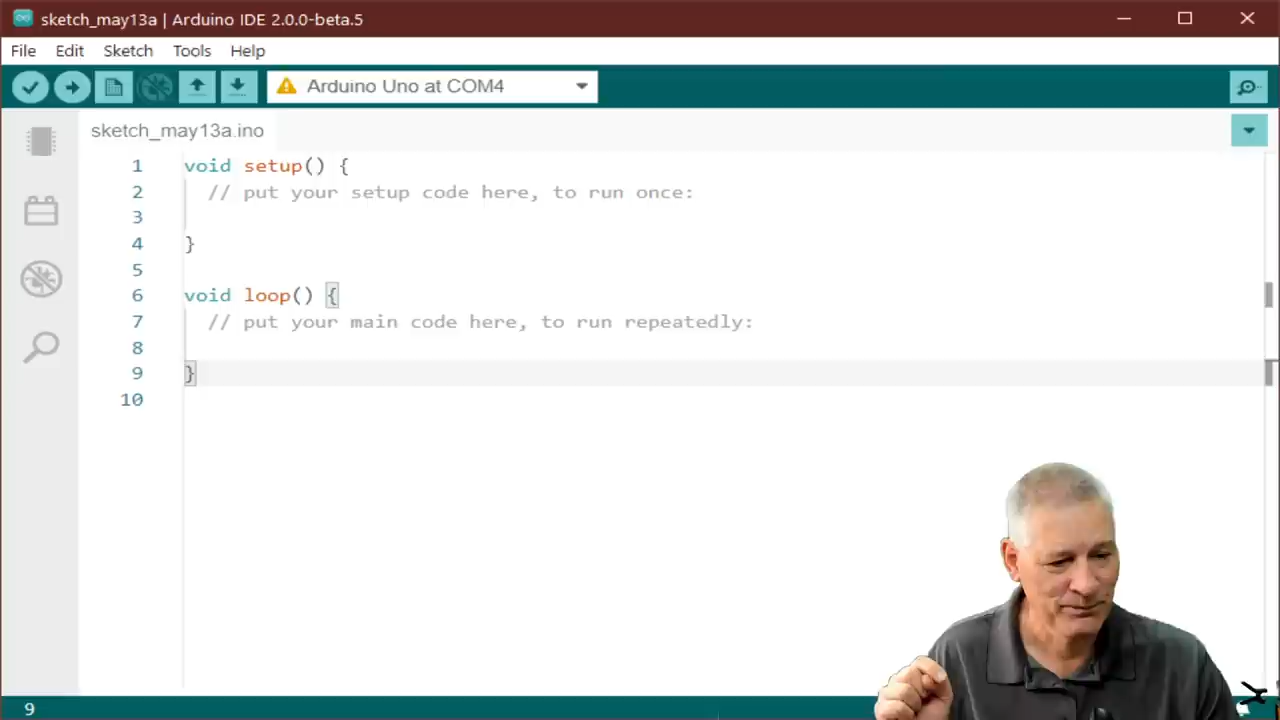 sketch_may13a | Arduino IDE 2.0.0-beta.5
File Edit Sketch Tools Help
Arduino Uno at COM4
sketch_may13a.ino
1 void setup() {
2 // put your setup code here, to run once:
3
4 }
5
6 void loop() {
7 // put your main code here, to run repeatedly:
8
9 }
10
9